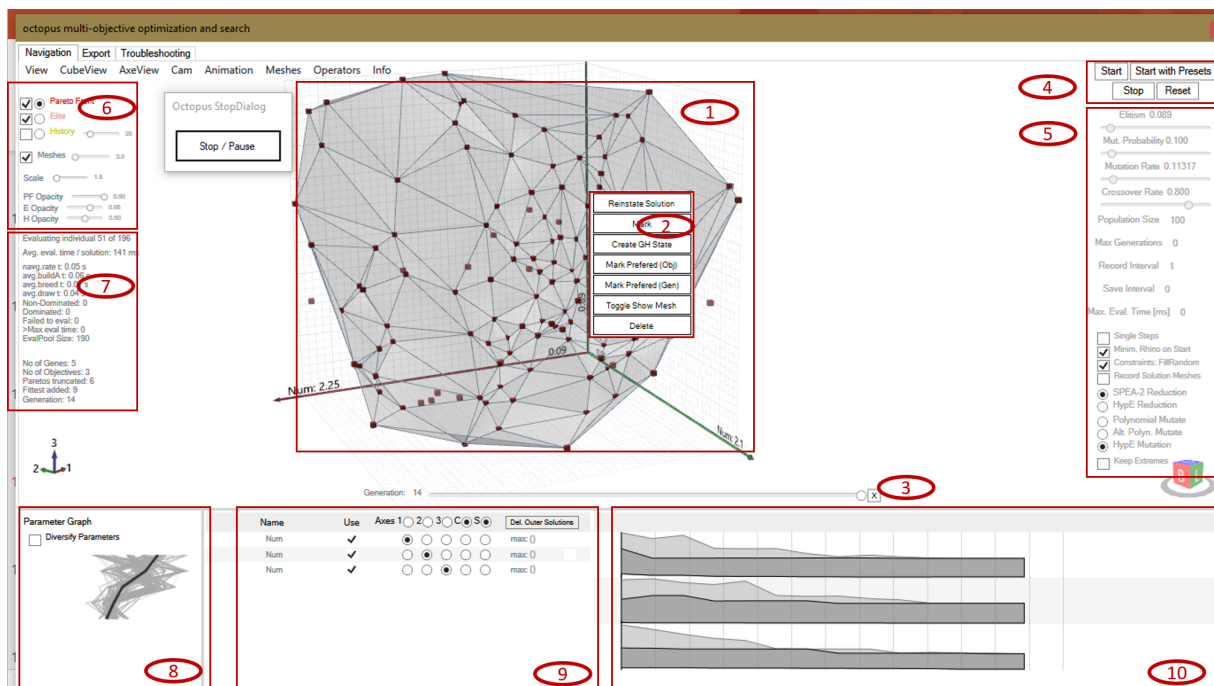 octopus multi-objective optimization and search
Navigation Export Troubleshooting
View CubeView AxeView Cam Animation Meshes Operators Info
Pareto Front
6
Elite
History 20
Meshes 3.0
Scale 1.5
PF Opacity 0.90
E Opacity 0.65
H Opacity 0.50
Octopus StopDialog
Stop / Pause
1
Start Start with Presets
4
Stop Reset
Elitism 0.089
5
Mut. Probability 0.100
Mutation Rate 0.11317
Crossover Rate 0.800
Population Size 100
Max Generations 0
Record Interval 1
Save Interval 0
Max. Eval. Time [ms] 0
Single Steps
Minim. Rhino on Start
Constraints: FillRandom
Record Solution Meshes
SPEA-2 Reduction
HypE Reduction
Polynomial Mutate
Alt. Polyn. Mutate
HypE Mutation
Keep Extremes
Reinstate Solution
Mark
2
Create GH State
Mark Prefered (Obj)
Mark Prefered (Gen)
Toggle Show Mesh
Delete
0.09
0.09
Num: 2.25
Num: 2.1
Evaluating individual 51 of 196
Avg. eval. time / solution: 141 ms
navg.rate t: 0.05 s
avg.buildA t: 0.06 s
7
avg.breed t: s
avg.draw t: 0.04 s
Non-Dominated: 0
Dominated: 0
Failed to eval: 0
>Max eval time: 0
EvalPool Size: 190
No of Genes: 5
No of Objectives: 3
Paretos truncated: 6
Fittest added: 9
Generation: 14
3
2 1
Generation: 14
X
3
Parameter Graph
Diversify Parameters
8
Name Use Axes 1 2 3 C S Del. Outer Solutions
Num max: ()
Num max: ()
Num max: ()
9
10